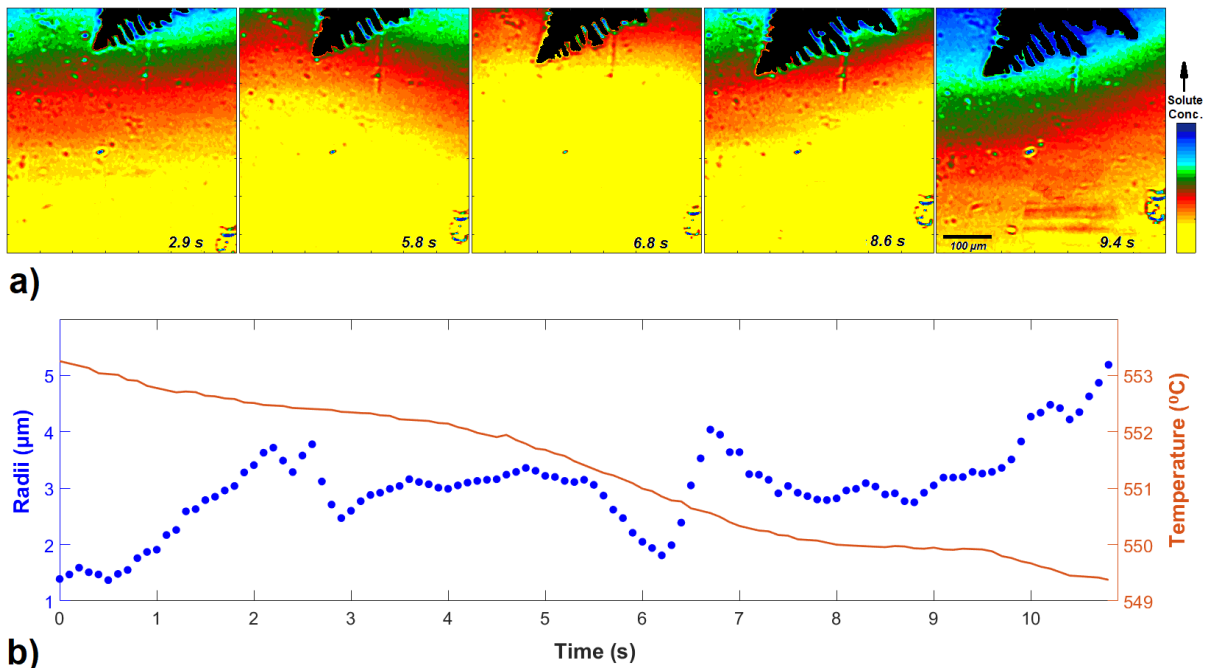 2.9 s
5.8 s
6.8 s
8.6 s
9.4 s
100 µm
Solute
Conc.
a)
Radii (µm)
5
4
3
2
1
553
552
551
550
549
Temperature (⁰C)
0 1 2 3 4 5 6 7 8 9 10
Time (s)
b)